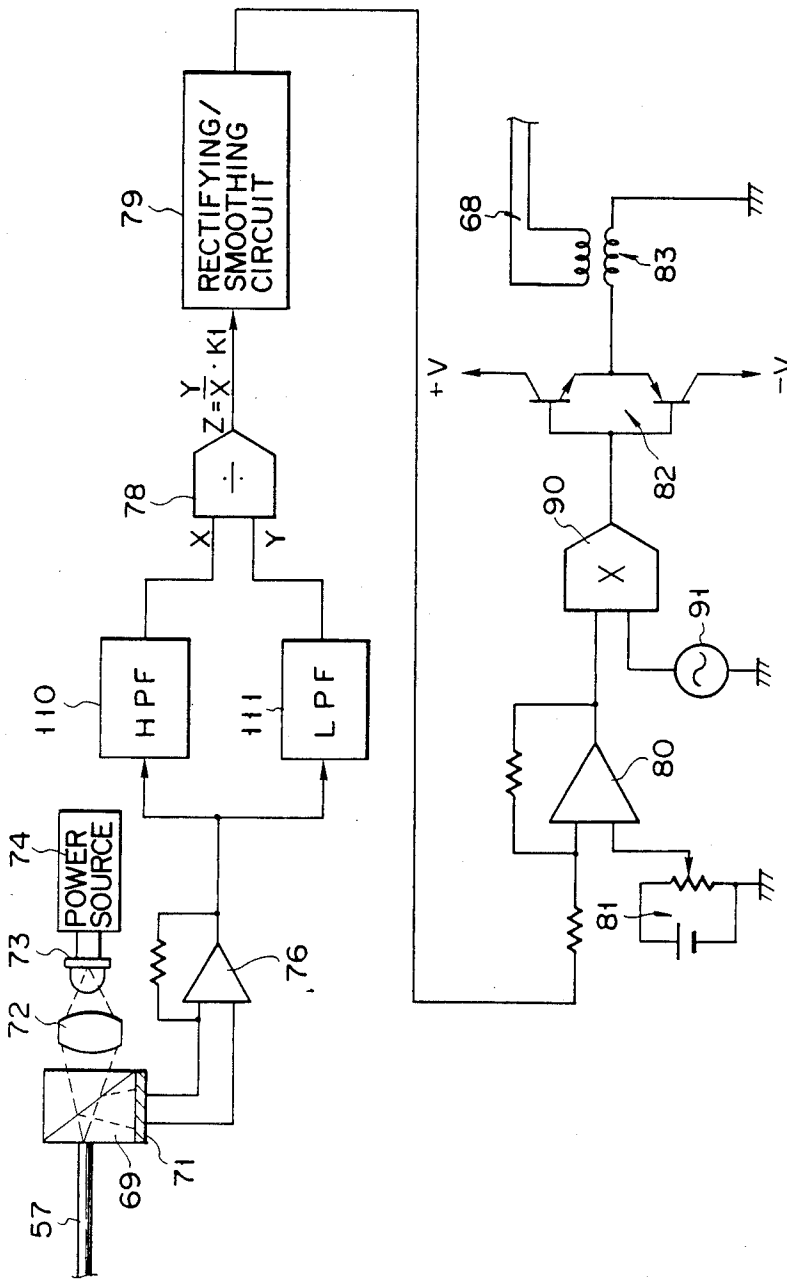 57
69
71
72
73
74
POWER
SOURCE
76
110
HPF
111
LPF
X
Y
78
÷
Z = Y/X · K1
79
RECTIFYING/
SMOOTHING
CIRCUIT
81
80
91
90
X
82
+V
-V
68
83